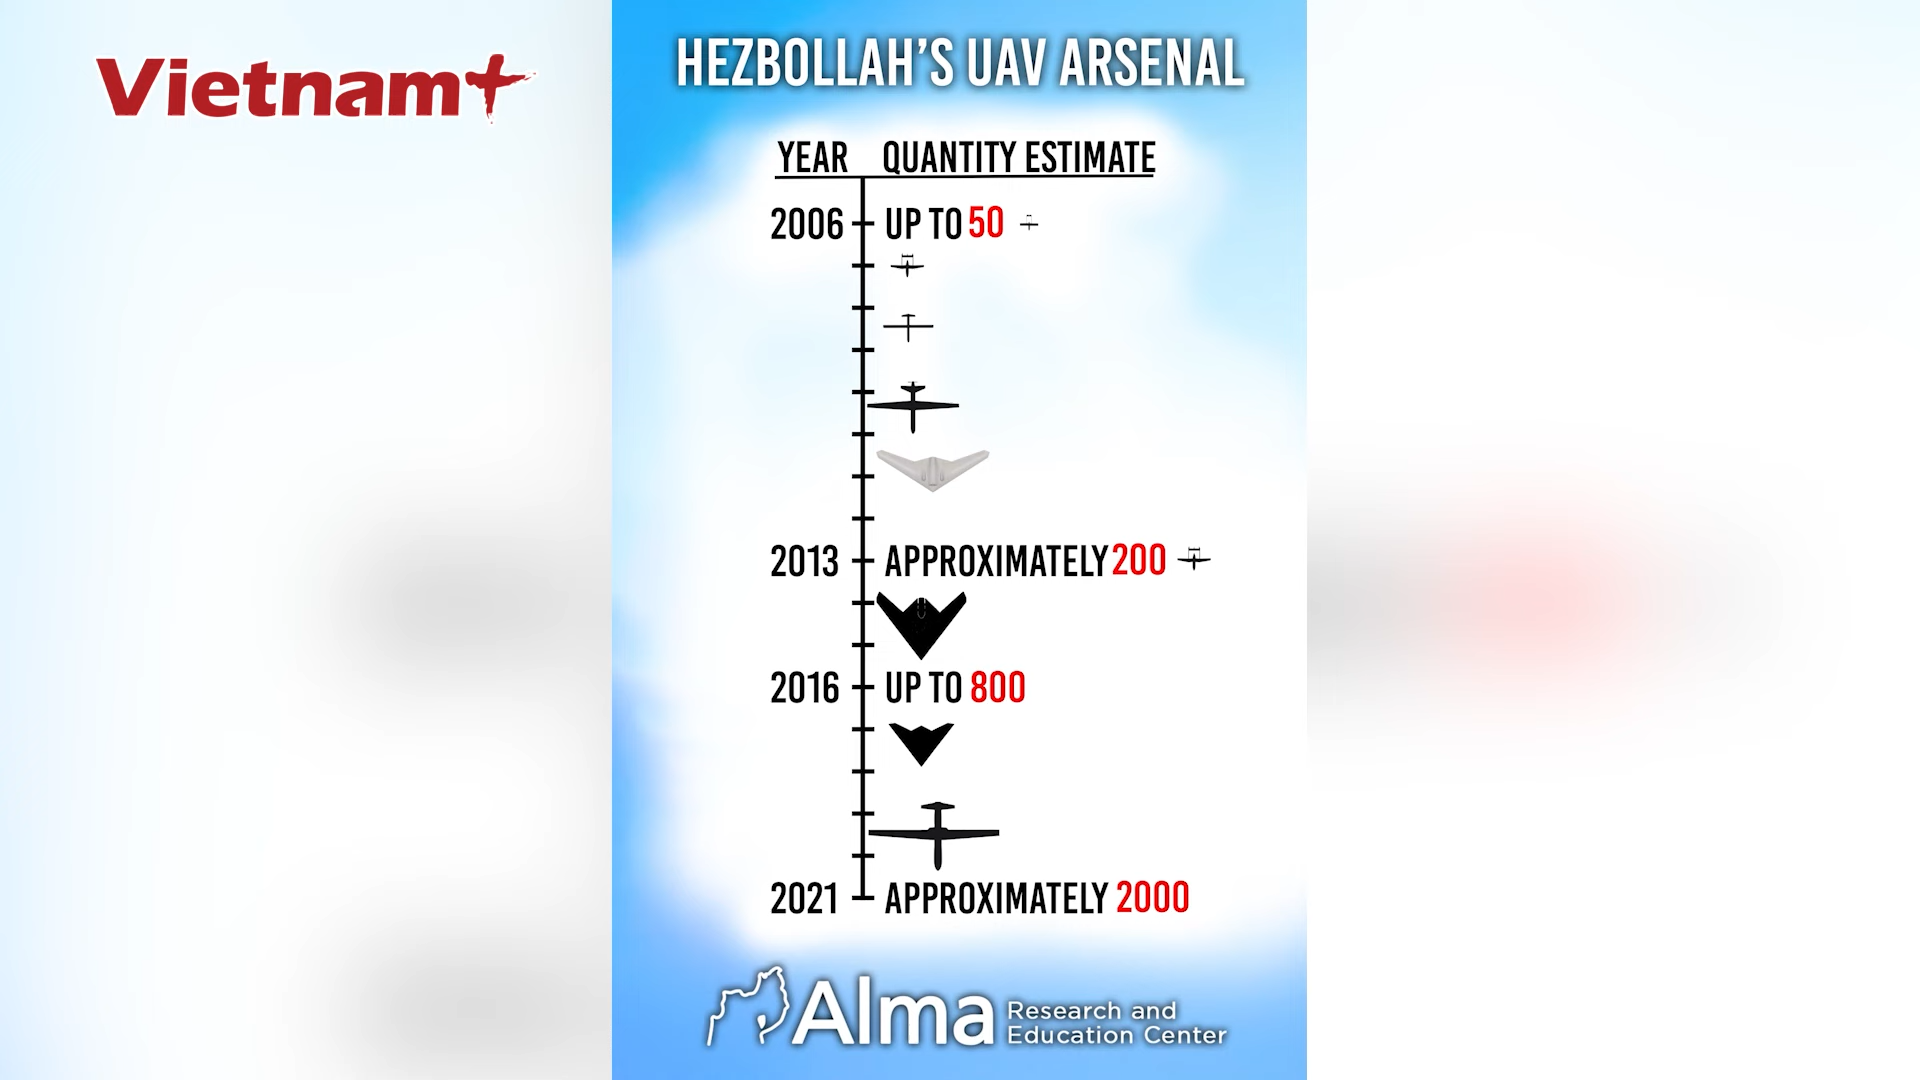 Vietnam+
HEZBOLLAH'S UAV ARSENAL
YEAR QUANTITY ESTIMATE
2006 UP TO 50
2013 APPROXIMATELY 200
2016 UP TO 800
2021 APPROXIMATELY 2000
Alma Research and
Education Center